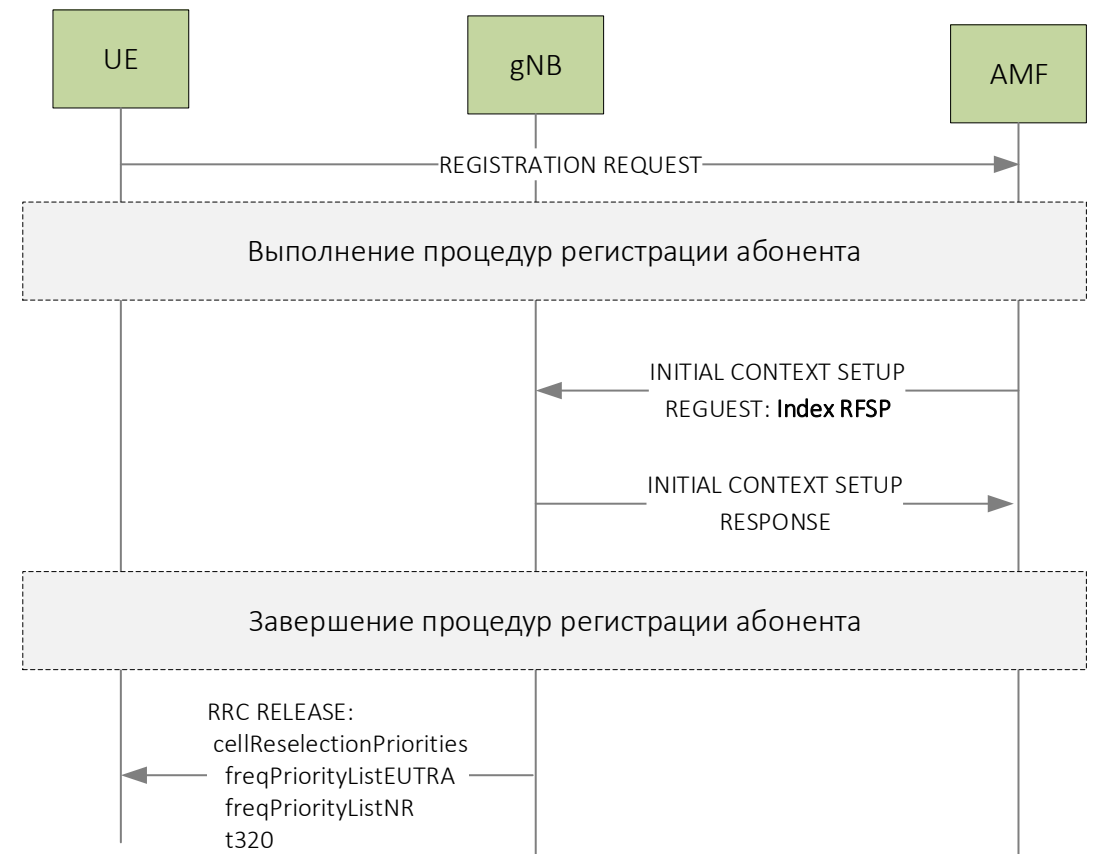 UE
gNB
AMF
REGISTRATION REQUEST
Выполнение процедур регистрации абонента
INITIAL CONTEXT SETUP
REGUEST: Index RFSP
INITIAL CONTEXT SETUP
RESPONSE
Завершение процедур регистрации абонента
RRC RELEASE:
cellReselectionPriorities
freqPriorityListEUTRA
freqPriorityListNR
t320